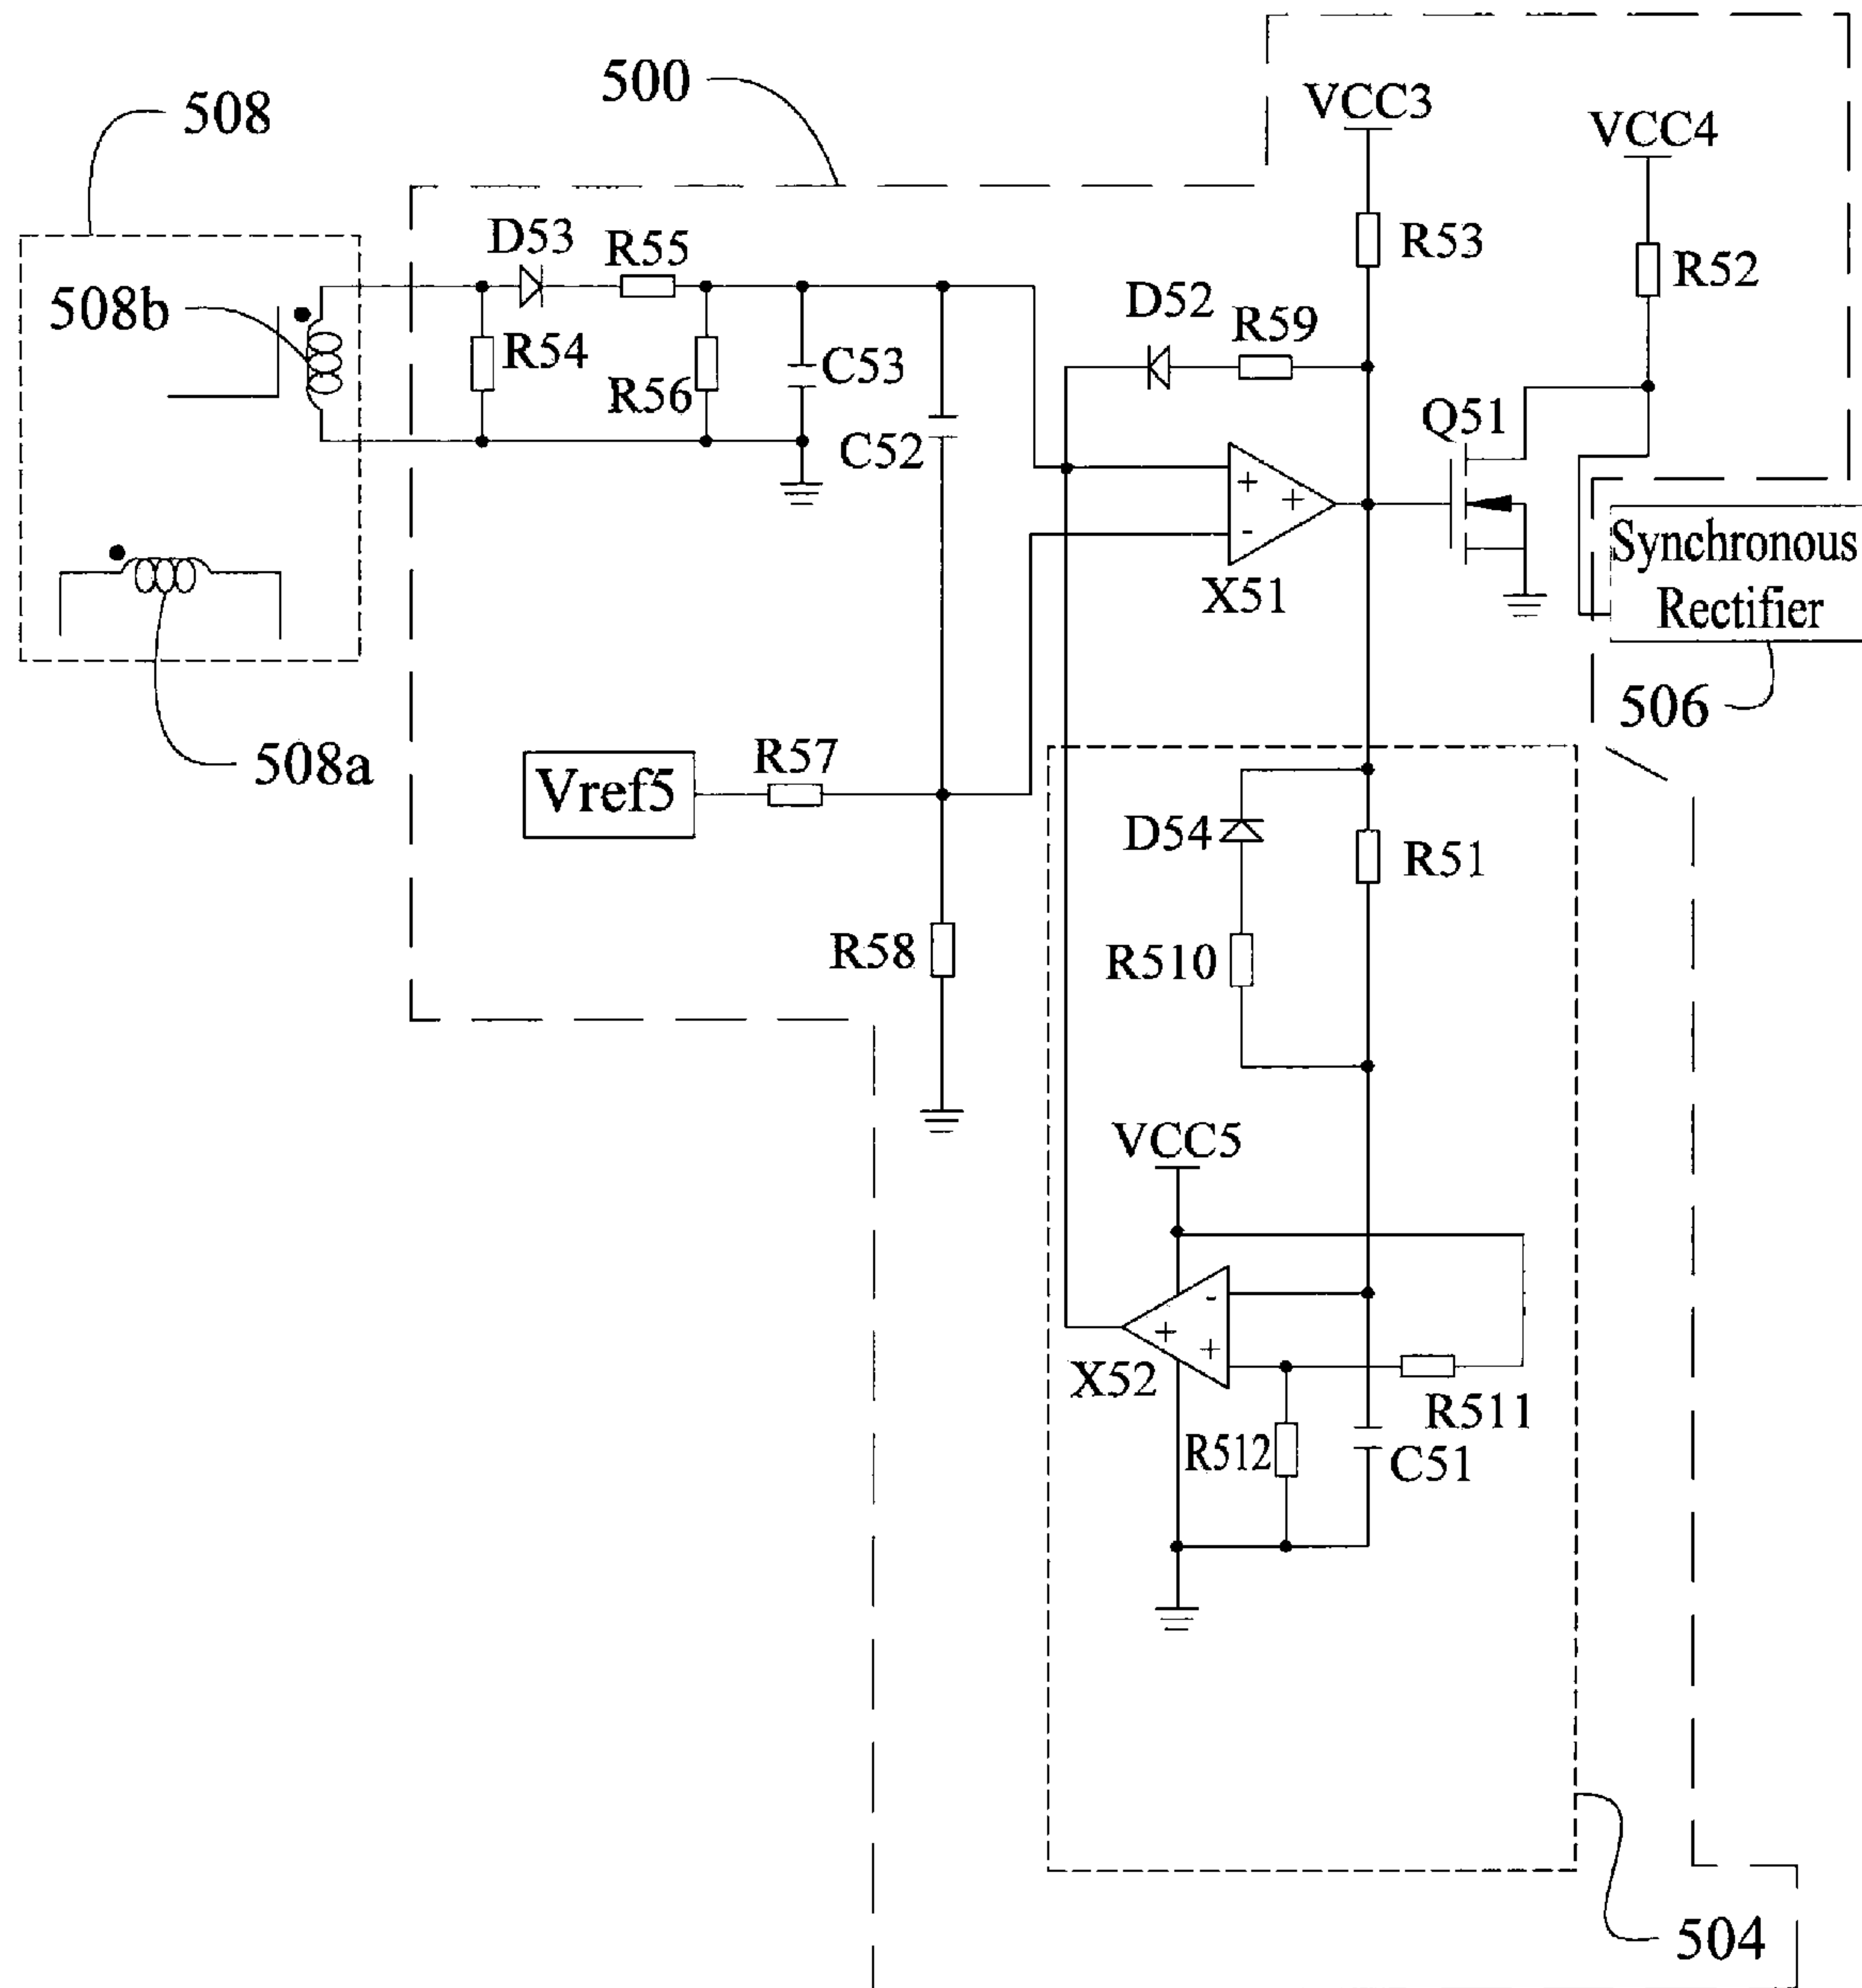 500
508
VCC3
VCC4
D53
R55
R53
R52
508b
D52
R59
R54
R56
C53
C52
Q51
+
+
-
X51
Synchronous
Rectifier
506
508a
Vref5
R57
D54
R51
R58
R510
VCC5
-
+
+
X52
R511
R512
C51
504